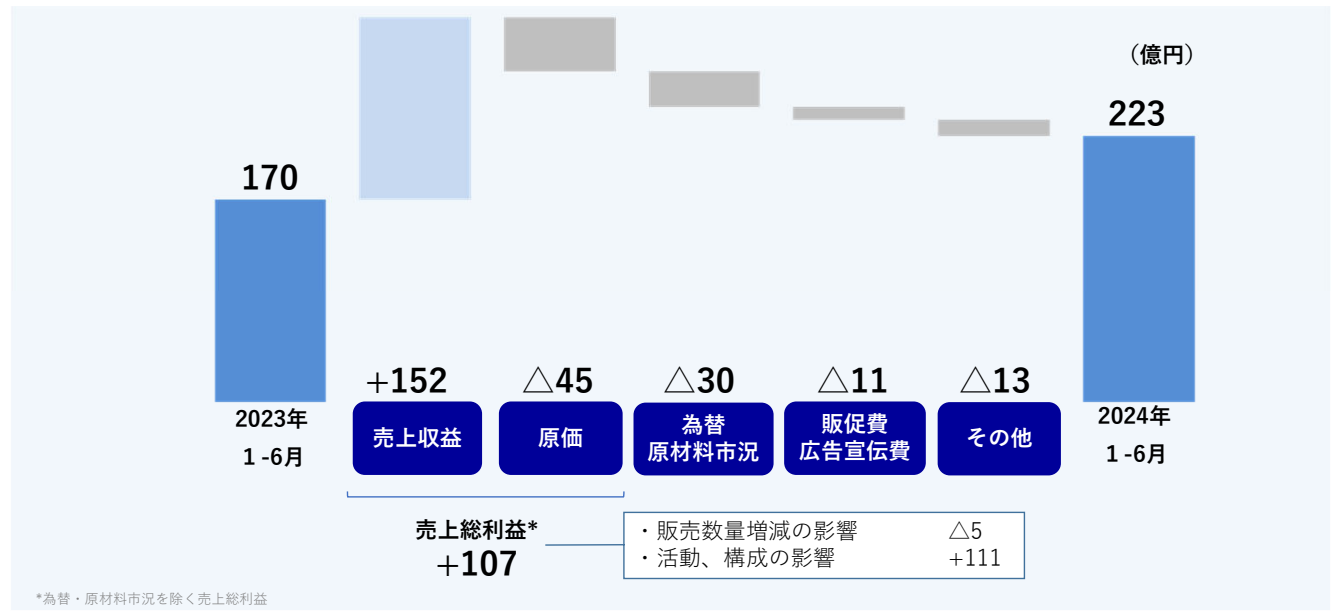 （億円）
170
223
+152
△45
△30
△11
△13
2023年
1 -6月
売上収益
原価
為替
原材料市況
販促費
広告宣伝費
その他
2024年
1 -6月
売上総利益*
+107
・販売数量増減の影響 △5
・活動、構成の影響 +111
*為替・原材料市況を除く売上総利益